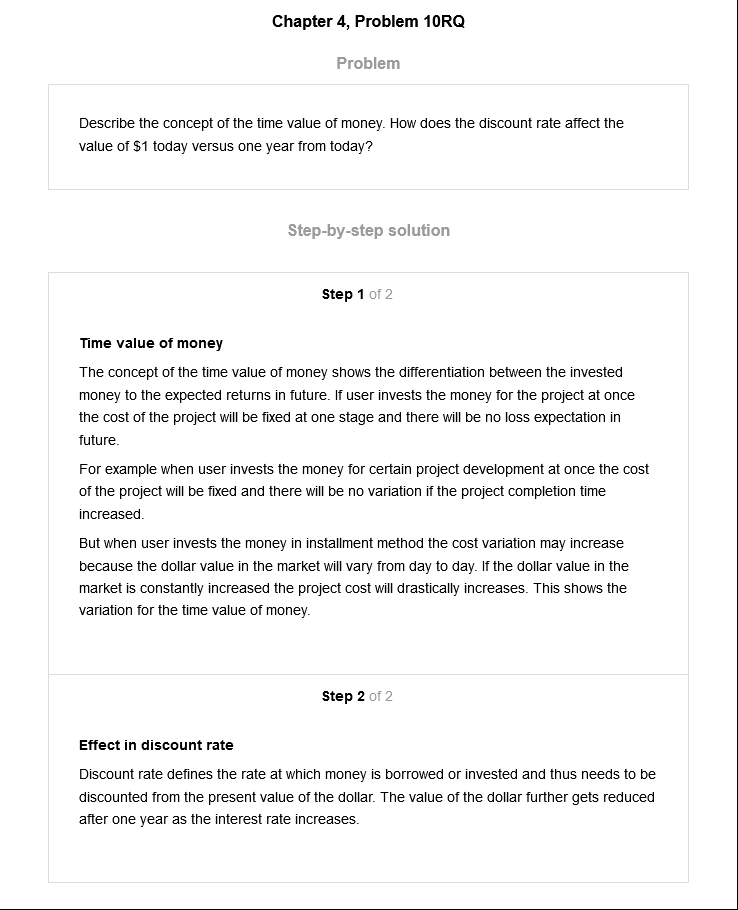 Chapter 4, Problem 10RQ
Problem
Describe the concept of the time value of money. How does the discount rate affect the
value of $1 today versus one year from today?
Step-by-step solution
Step 1 of 2
Time value of money
The concept of the time value of money shows the differentiation between the invested
money to the expected returns in future. If user invests the money for the project at once
the cost of the project will be fixed at one stage and there will be no loss expectation in
future.
For example when user invests the money for certain project development at once the cost
of the project will be fixed and there will be no variation if the project completion time
increased.
But when user invests the money in installment method the cost variation may increase
because the dollar value in the market will vary from day to day. If the dollar value in the
market is constantly increased the project cost will drastically increases. This shows the
variation for the time value of money.
Step 2 of 2
Effect in discount rate
Discount rate defines the rate at which money is borrowed or invested and thus needs to be
discounted from the present value of the dollar. The value of the dollar further gets reduced
after one year as the interest rate increases.